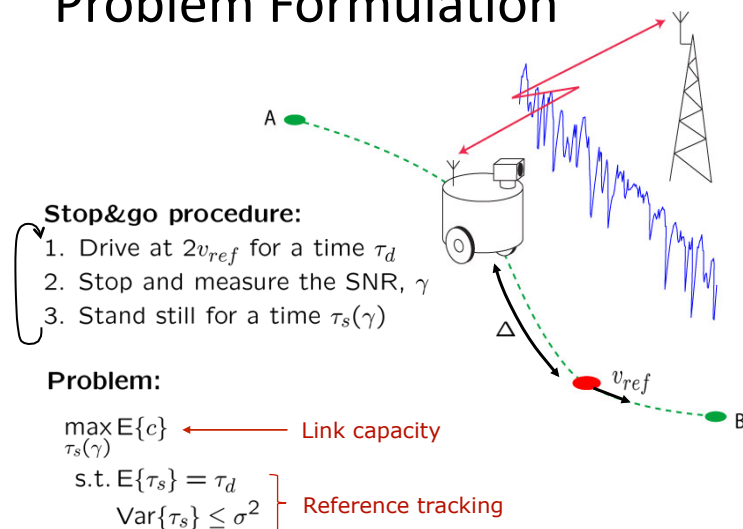 Problem Formulation
A
Stop&go procedure:
1. Drive at 2v_ref for a time τ_d
2. Stop and measure the SNR, γ
3. Stand still for a time τ_s(γ)
Δ
v_ref
B
Problem:
max E{c}
τ_s(γ)
Link capacity
s.t. E{τ_s} = τ_d
Var{τ_s} ≤ σ²
Reference tracking